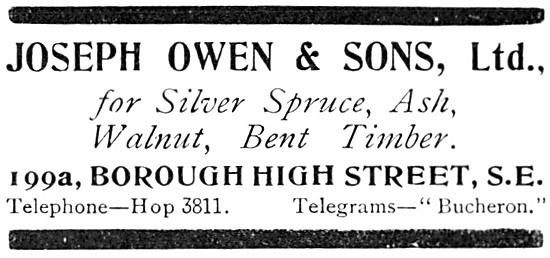 JOSEPH OWEN & SONS, Ltd.,
for Silver Spruce, Ash,
Walnut, Bent Timber.
199a, BOROUGH HIGH STREET, S.E.
Telephone—Hop 3811. Telegrams—“Bucheron.”